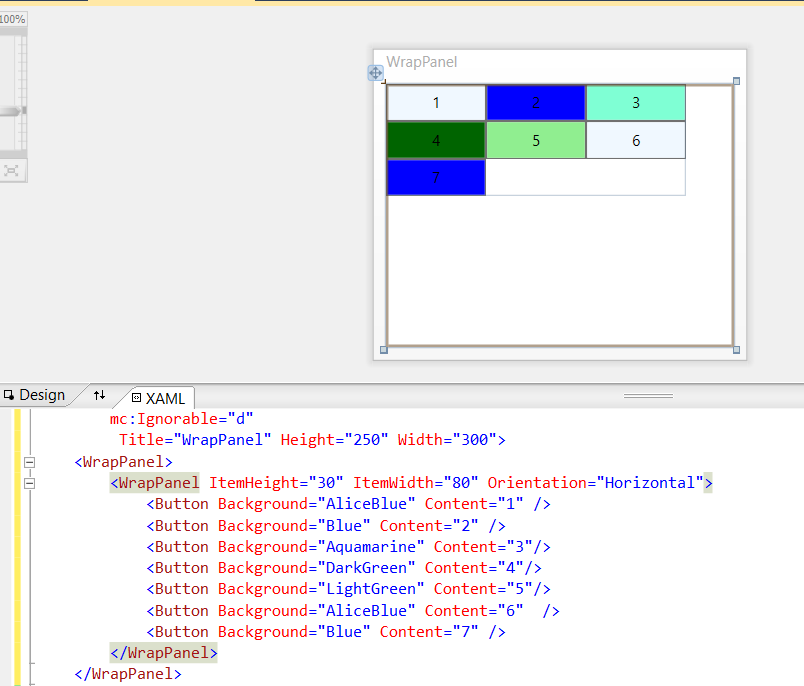 100%
WrapPanel
1 2 3
4 5 6
7
Design XAML
mc:Ignorable="d"
Title="WrapPanel" Height="250" Width="300">
<WrapPanel>
<WrapPanel ItemHeight="30" ItemWidth="80" Orientation="Horizontal">
<Button Background="AliceBlue" Content="1" />
<Button Background="Blue" Content="2" />
<Button Background="Aquamarine" Content="3"/>
<Button Background="DarkGreen" Content="4"/>
<Button Background="LightGreen" Content="5"/>
<Button Background="AliceBlue" Content="6"  />
<Button Background="Blue" Content="7" />
</WrapPanel>
</WrapPanel>